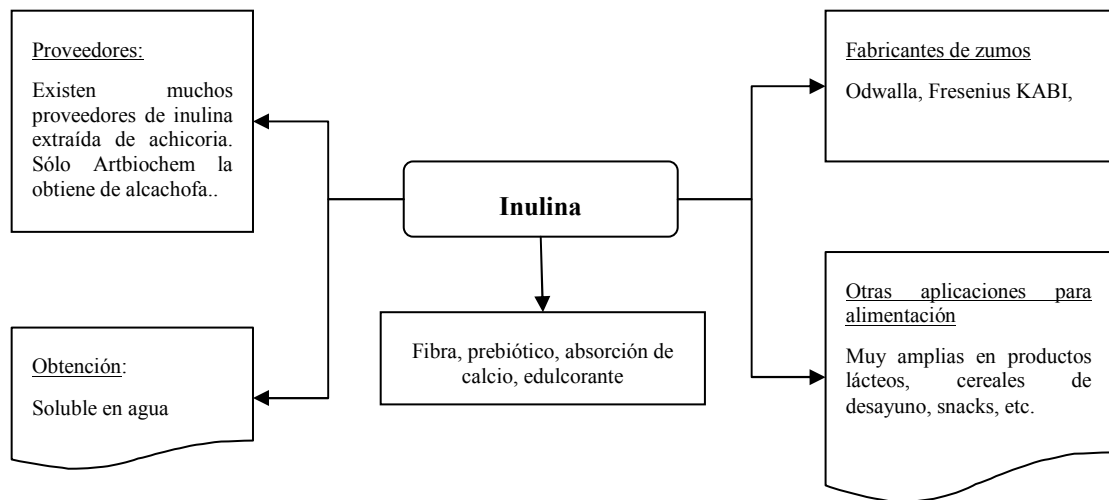 Proveedores:
Existen muchos
proveedores de inulina
extraída de achicoria.
Sólo Artbiochem la
obtiene de alcachofa..
Obtención:
Soluble en agua
Inulina
Fibra, prebiótico, absorción de
calcio, edulcorante
Fabricantes de zumos
Odwalla, Fresenius KABI,
Otras aplicaciones para
alimentación
Muy amplias en productos
lácteos, cereales de
desayuno, snacks, etc.